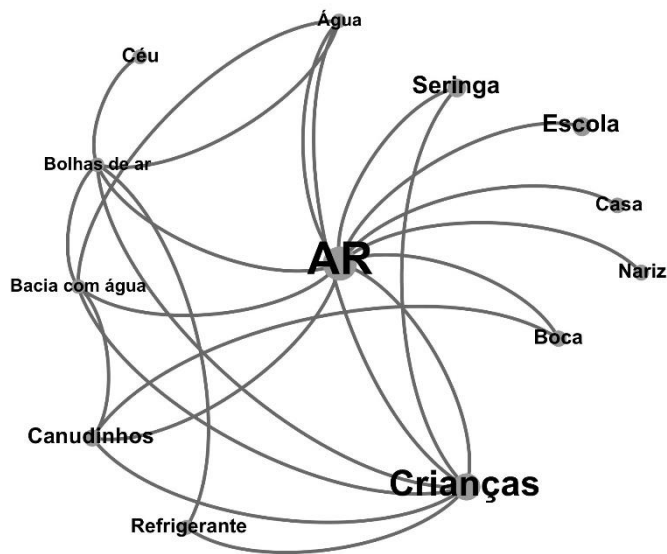 Água
Céu
Seringa
Escola
Bolhas de ar
Casa
AR
Nariz
Bacia com água
Boca
Canudinhos
Crianças
Refrigerante